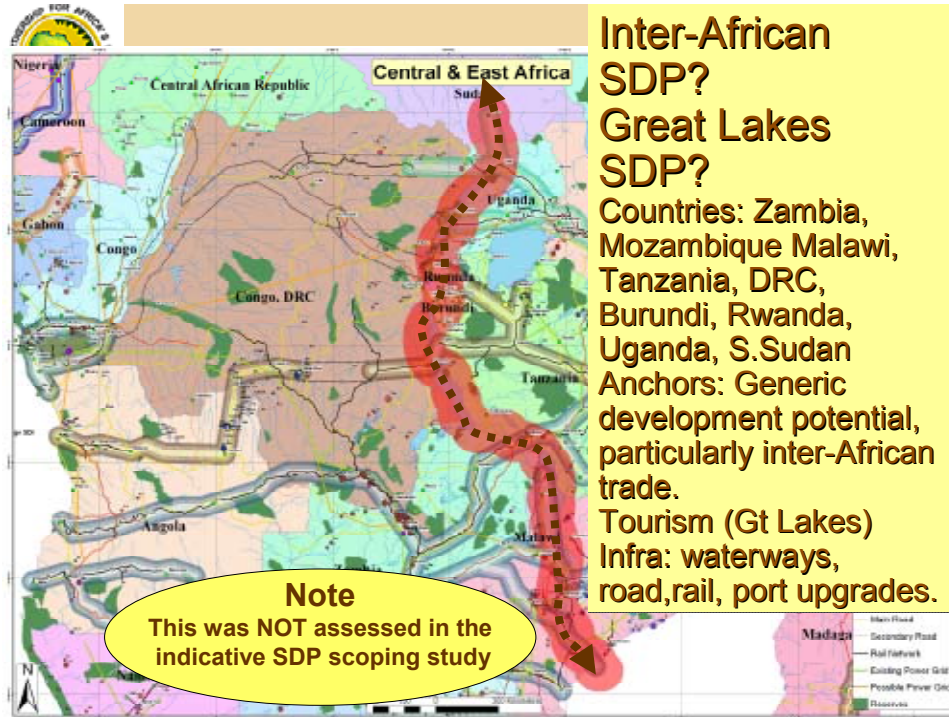 Nigeria
Central African Republic
Central & East Africa
Cameroon
Uganda
Gabon
Congo
Congo, DRC
Rwanda
Burundi
Tanzania
Angola
Zambia
N
Inter-African
SDP?
Great Lakes
SDP?
Countries: Zambia,
Mozambique Malawi,
Tanzania, DRC,
Burundi, Rwanda,
Uganda, S.Sudan
Anchors: Generic
development potential,
particularly inter-African
trade.
Tourism (Gt Lakes)
Infra: waterways,
road,rail, port upgrades.
Note
This was NOT assessed in the
indicative SDP scoping study
Madaga
Main Road
Secondary Road
Rail Network
Existing Power Grid
Possible Power Grid
Reserves